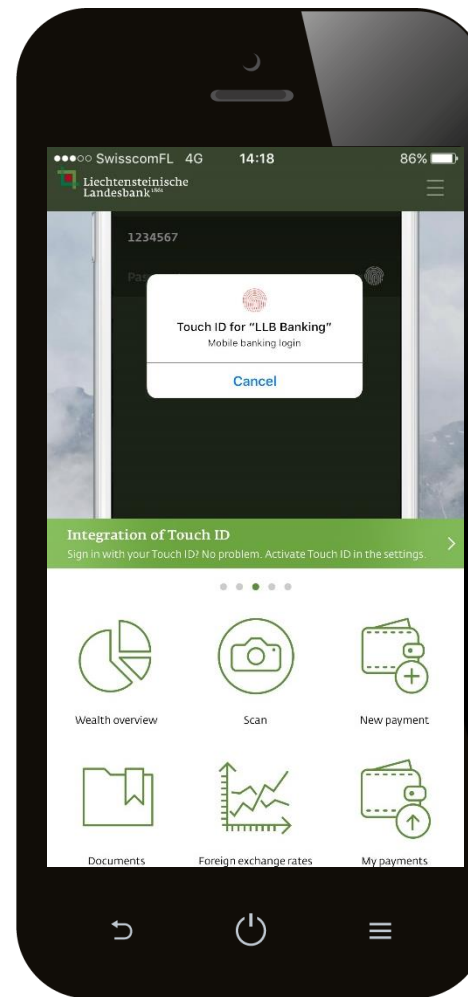 ●●●○○ SwisscomFL 4G 14:18 86%
Liechtensteinische
Landesbank 1861
1234567
Pas
Touch ID for “LLB Banking”
Mobile banking login
Cancel
Integration of Touch ID
Sign in with your Touch ID? No problem. Activate Touch ID in the settings.
Wealth overview Scan New payment
Documents Foreign exchange rates My payments